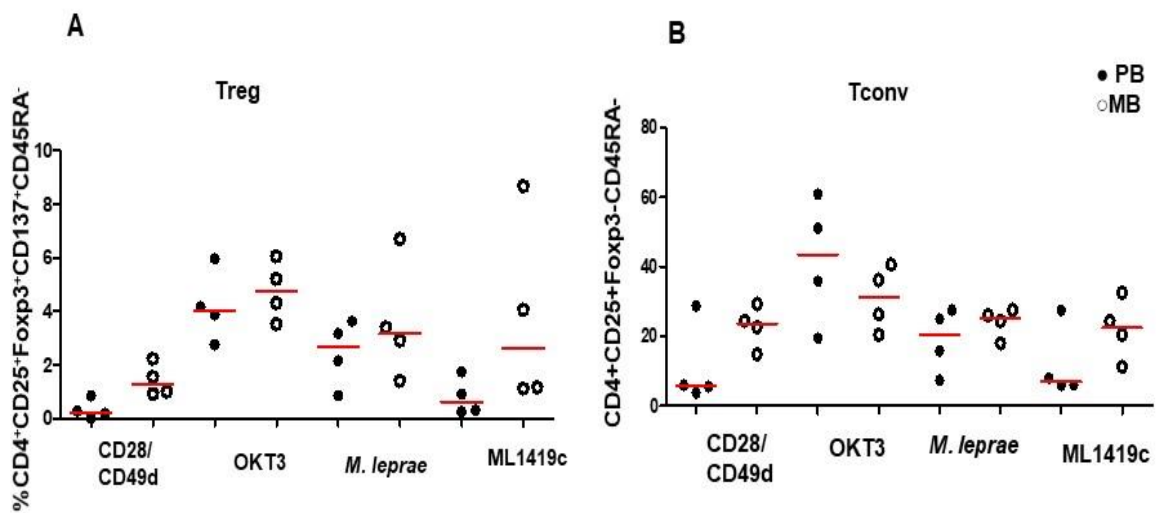 A
Treg
%CD4⁺CD25⁺Foxp3⁺CD137⁺CD45RA⁻
10
8
6
4
2
0
CD28/
CD49d
OKT3
M. leprae
ML1419c
B
PB
MB
Tconv
CD4+CD25+Foxp3-CD45RA-
80
60
40
20
0
CD28/
CD49d
OKT3
M. leprae
ML1419c